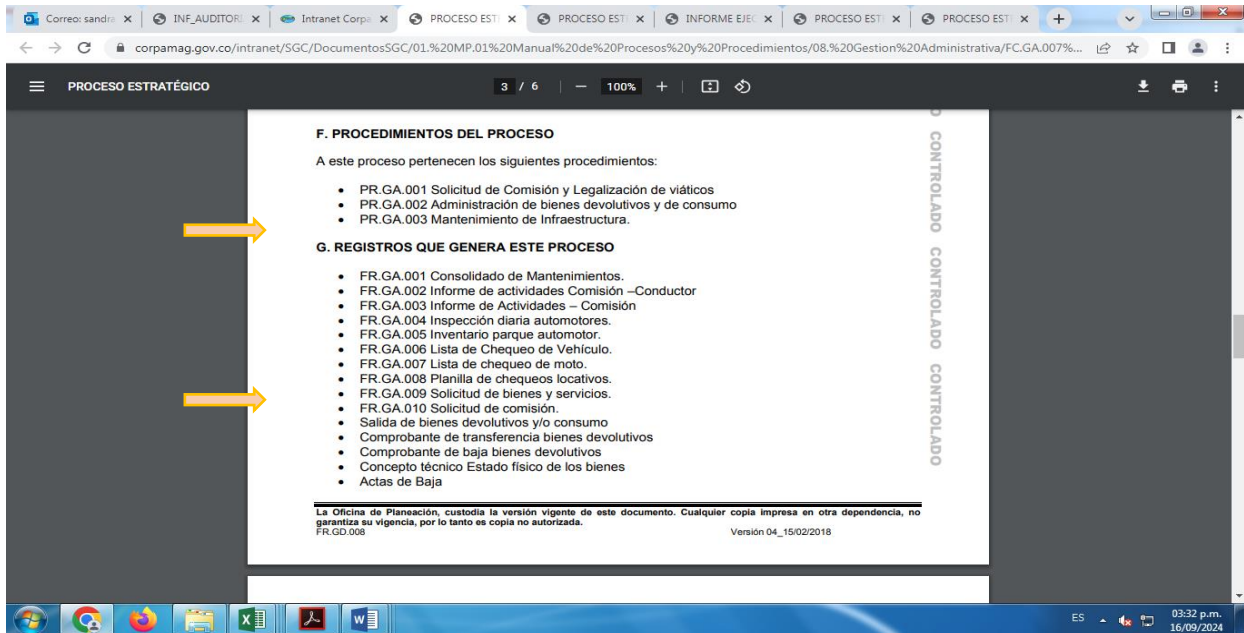 Correo: sandra
INF_AUDITORI
Intranet Corpa
PROCESO ESTI
PROCESO ESTI
INFORME EJEC
PROCESO ESTI
PROCESO ESTI
corpamag.gov.co/intranet/SGC/DocumentosSGC/01.%20MP.01%20Manual%20de%20Procesos%20y%20Procedimientos/08.%20Gestion%20Administrativa/FC.GA.007%...
PROCESO ESTRATÉGICO
3 / 6
100%
F. PROCEDIMIENTOS DEL PROCESO
A este proceso pertenecen los siguientes procedimientos:
• PR.GA.001 Solicitud de Comisión y Legalización de viáticos
• PR.GA.002 Administración de bienes devolutivos y de consumo
• PR.GA.003 Mantenimiento de Infraestructura.
G. REGISTROS QUE GENERA ESTE PROCESO
• FR.GA.001 Consolidado de Mantenimientos.
• FR.GA.002 Informe de actividades Comisión –Conductor
• FR.GA.003 Informe de Actividades – Comisión
• FR.GA.004 Inspección diaria automotores.
• FR.GA.005 Inventario parque automotor.
• FR.GA.006 Lista de Chequeo de Vehículo.
• FR.GA.007 Lista de chequeo de moto.
• FR.GA.008 Planilla de chequeos locativos.
• FR.GA.009 Solicitud de bienes y servicios.
• FR.GA.010 Solicitud de comisión.
• Salida de bienes devolutivos y/o consumo
• Comprobante de transferencia bienes devolutivos
• Comprobante de baja bienes devolutivos
• Concepto técnico Estado físico de los bienes
• Actas de Baja
La Oficina de Planeación, custodia la versión vigente de este documento. Cualquier copia impresa en otra dependencia, no
garantiza su vigencia, por lo tanto es copia no autorizada.
FR.GD.008 Versión 04_15/02/2018
CONTROLADO CONTROLADO CONTROLADO
ES
03:32 p.m.
16/09/2024